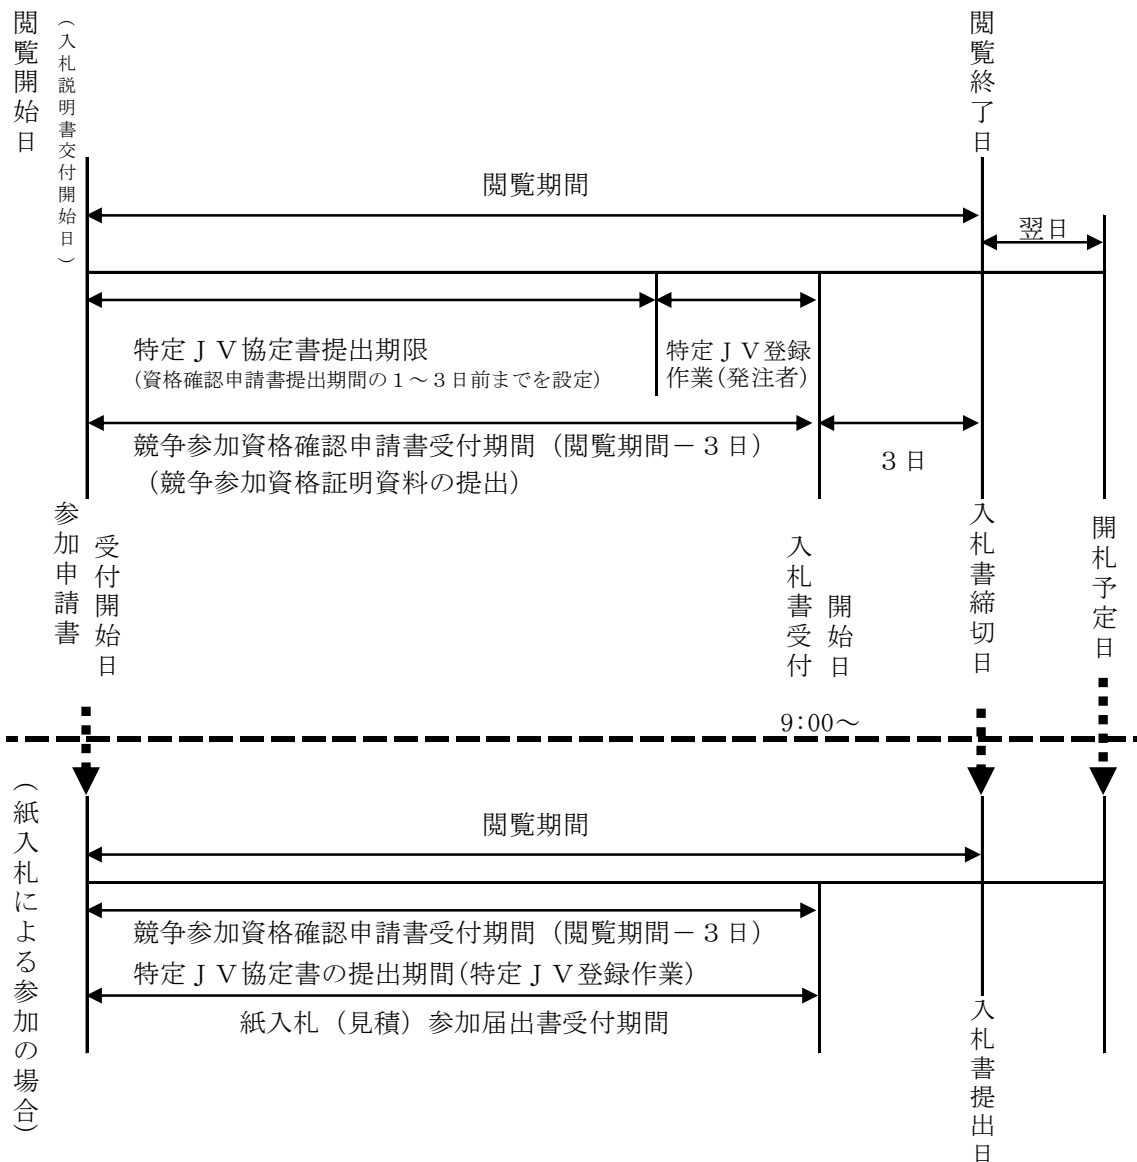 閲覧開始日
（入札説明書交付開始日）
閲覧終了日
閲覧期間
翌日
特定ＪＶ協定書提出期限
(資格確認申請書提出期間の１～３日前までを設定)
特定ＪＶ登録
作業(発注者)
競争参加資格確認申請書受付期間（閲覧期間－３日）
（競争参加資格証明資料の提出）
３日
参加申請書
受付開始日
入札書受付
開始日
入札書締切日
開札予定日
9:00～
（紙入札による参加の場合）
閲覧期間
競争参加資格確認申請書受付期間（閲覧期間－３日）
特定ＪＶ協定書の提出期間(特定ＪＶ登録作業)
紙入札（見積）参加届出書受付期間
入札書提出日